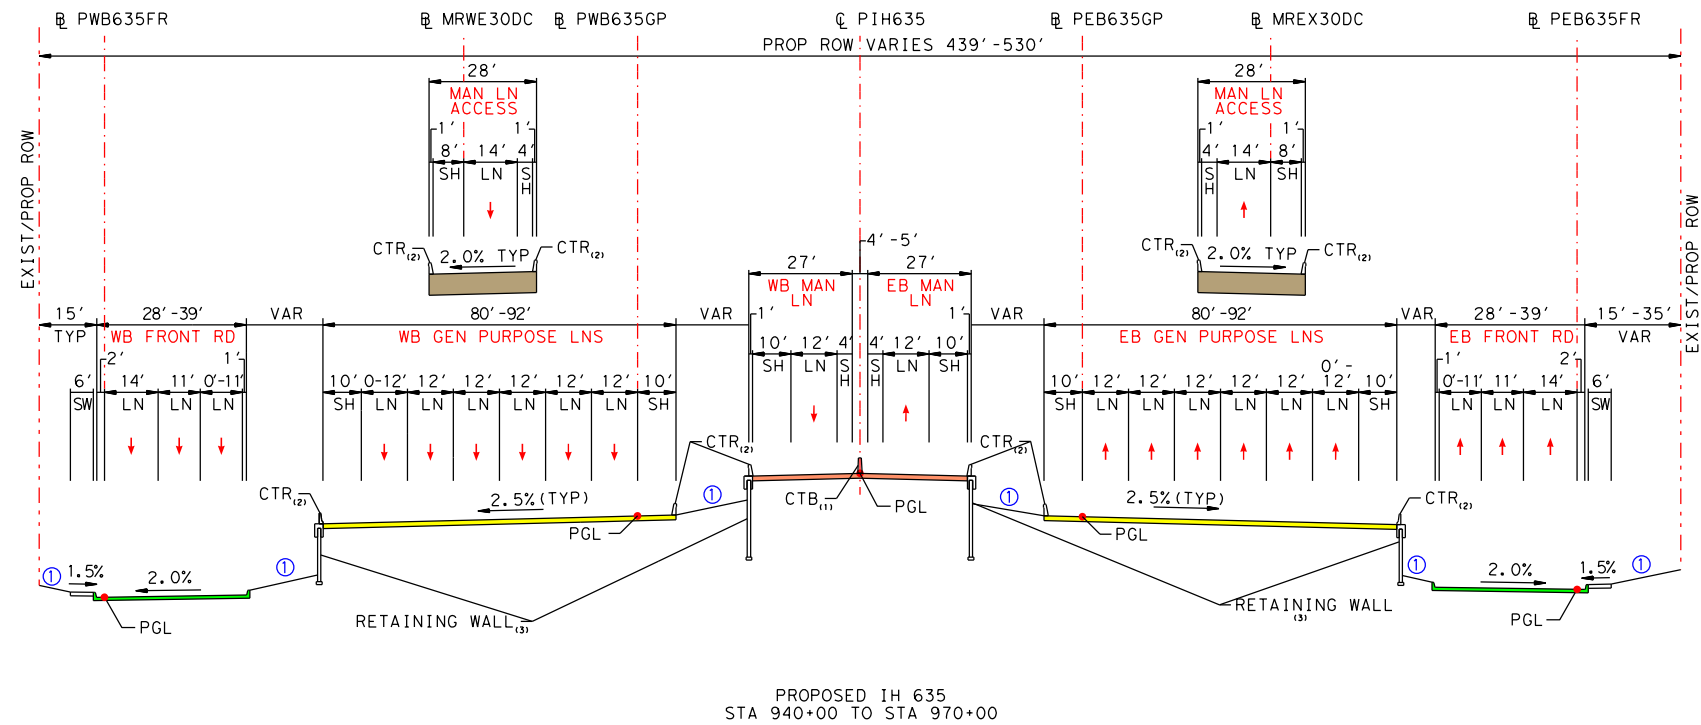 ℄ PWB635FR
℄ MRWE30DC
℄ PWB635GP
℄ PIH635
℄ PEB635GP
℄ MREX30DC
℄ PEB635FR
PROP ROW VARIES 439'-530'
28'
MAN LN
ACCESS
1' 1'
8' 14' 4'
SH LN SH
CTR(2) 2.0% TYP CTR(2)
28'
MAN LN
ACCESS
1' 1'
4' 14' 8'
SH LN SH
CTR(2) 2.0% TYP CTR(2)
EXIST/PROP ROW
EXIST/PROP ROW
4'-5'
27' 27'
WB MAN
LN
EB MAN
LN
1' 1'
10' 12' 4' 4' 12' 10'
SH LN SH SH LN SH
15' 28'-39' VAR 80'-92' VAR
TYP WB FRONT RD WB GEN PURPOSE LNS
VAR 80'-92' VAR 28'-39' 15'-35'
EB GEN PURPOSE LNS EB FRONT RD VAR
2' 1'
6' 14' 11' 0'-11'
SW LN LN LN
10' 0-12' 12' 12' 12' 12' 12' 10'
SH LN LN LN LN LN LN SH
0'-
10' 12' 12' 12' 12' 12' 12' 10'
SH LN LN LN LN LN LN SH
1' 2'
0'-11' 11' 14' 6'
LN LN LN SW
CTR(2) 2.5%(TYP) PGL 1 CTR(2)
CTB(1) PGL
CTR(2) 1 2.5%(TYP) PGL CTR(2)
1 1.5% 2.0% 1
PGL
RETAINING WALL(3)
RETAINING WALL
(3)
1 2.0% 1.5% 1
PGL
PROPOSED IH 635
STA 940+00 TO STA 970+00